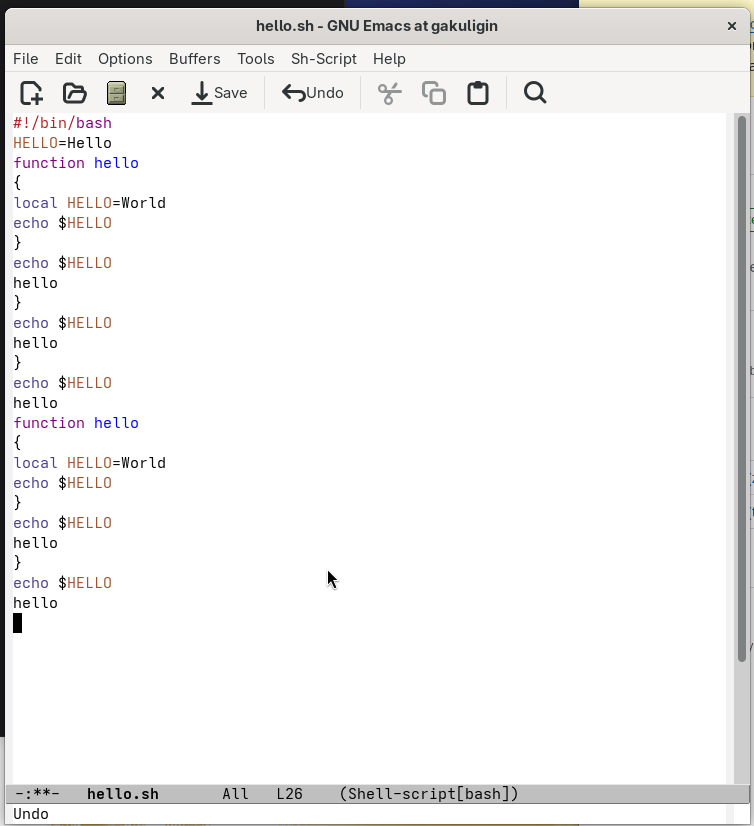 hello.sh - GNU Emacs at gakuligin
File Edit Options Buffers Tools Sh-Script Help
Save Undo
#!/bin/bash
HELLO=Hello
function hello
{
local HELLO=World
echo $HELLO
}
echo $HELLO
hello
}
echo $HELLO
hello
}
echo $HELLO
hello
function hello
{
local HELLO=World
echo $HELLO
}
echo $HELLO
hello
}
echo $HELLO
hello
-:**- hello.sh All L26 (Shell-script[bash])
Undo